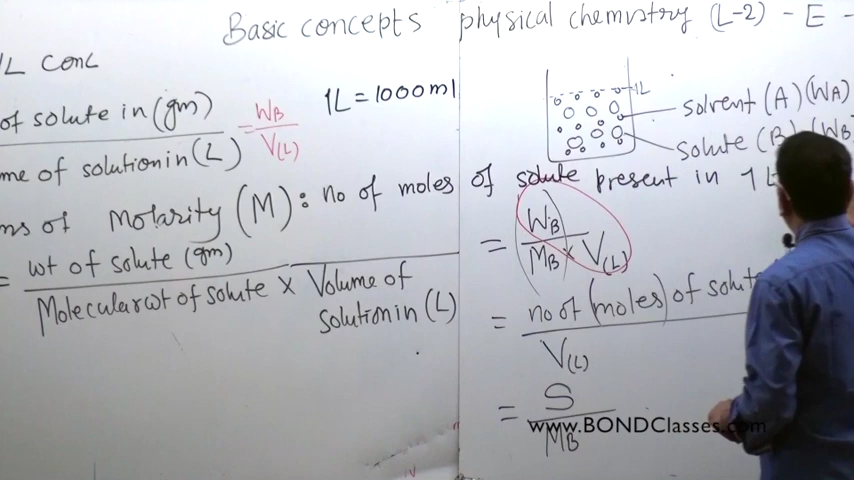 Basic concepts physical chemistry (L-2) - E -
1L conc
of solute in (gm)
me of solution in (L)
= WB
V(L)
1L = 1000 ml
1L
solvent (A) (WA)
solute (B) (WB
ms of Molarity (M) : no of moles of solute present in 1 L
= wt of solute (gm)
Molecular wt of solute × Volume of
solution in (L)
= WB
MB × V(L)
= no of (moles) of solute
V(L)
= S
MB
www.BONDClasses.com